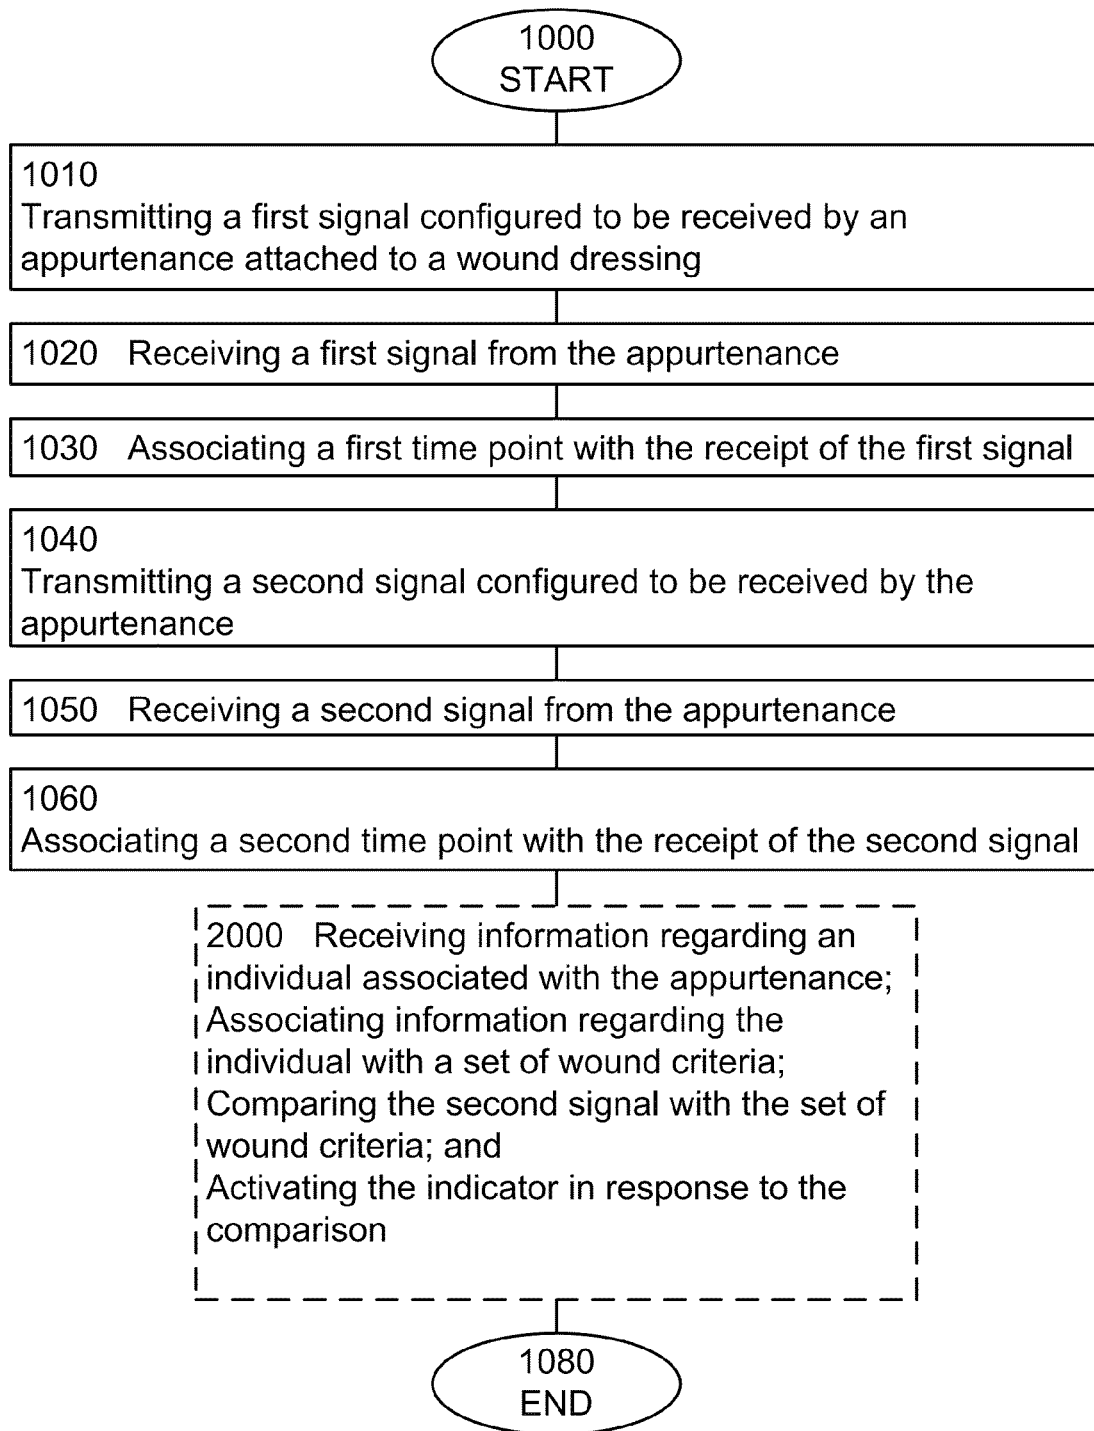 1000
START
1010
Transmitting a first signal configured to be received by an
appurtenance attached to a wound dressing
1020 Receiving a first signal from the appurtenance
1030 Associating a first time point with the receipt of the first signal
1040
Transmitting a second signal configured to be received by the
appurtenance
1050 Receiving a second signal from the appurtenance
1060
Associating a second time point with the receipt of the second signal
2000 Receiving information regarding an
individual associated with the appurtenance;
Associating information regarding the
individual with a set of wound criteria;
Comparing the second signal with the set of
wound criteria; and
Activating the indicator in response to the
comparison
1080
END